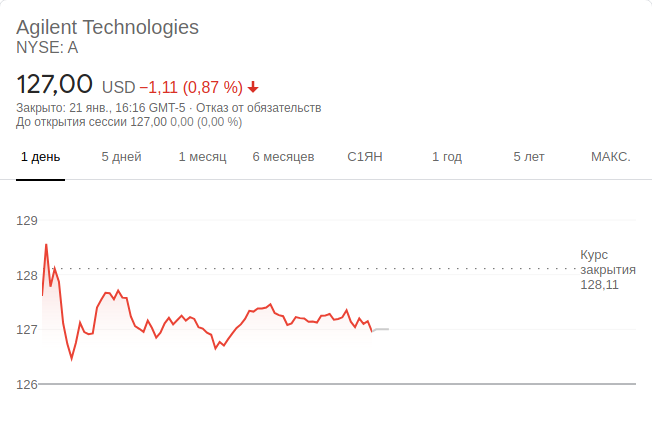 Agilent Technologies
NYSE: A
127,00 USD −1,11 (0,87 %)
Закрыто: 21 янв., 16:16 GMT-5 · Отказ от обязательств
До открытия сессии 127,00 0,00 (0,00 %)
1 день 5 дней 1 месяц 6 месяцев С1ЯН 1 год 5 лет МАКС.
129
Курс
закрытия
128,11
128
127
126